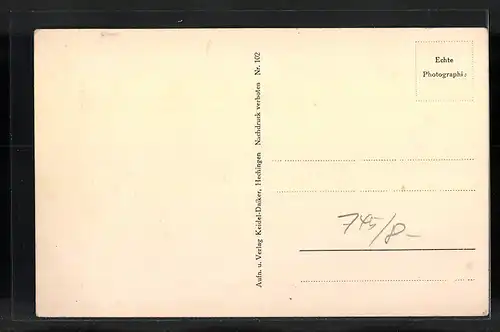 Echte
Photographie
Aufn. u. Verlag Keidel-Daiker, Hechingen Nachdruck verboten Nr. 102
745/8-